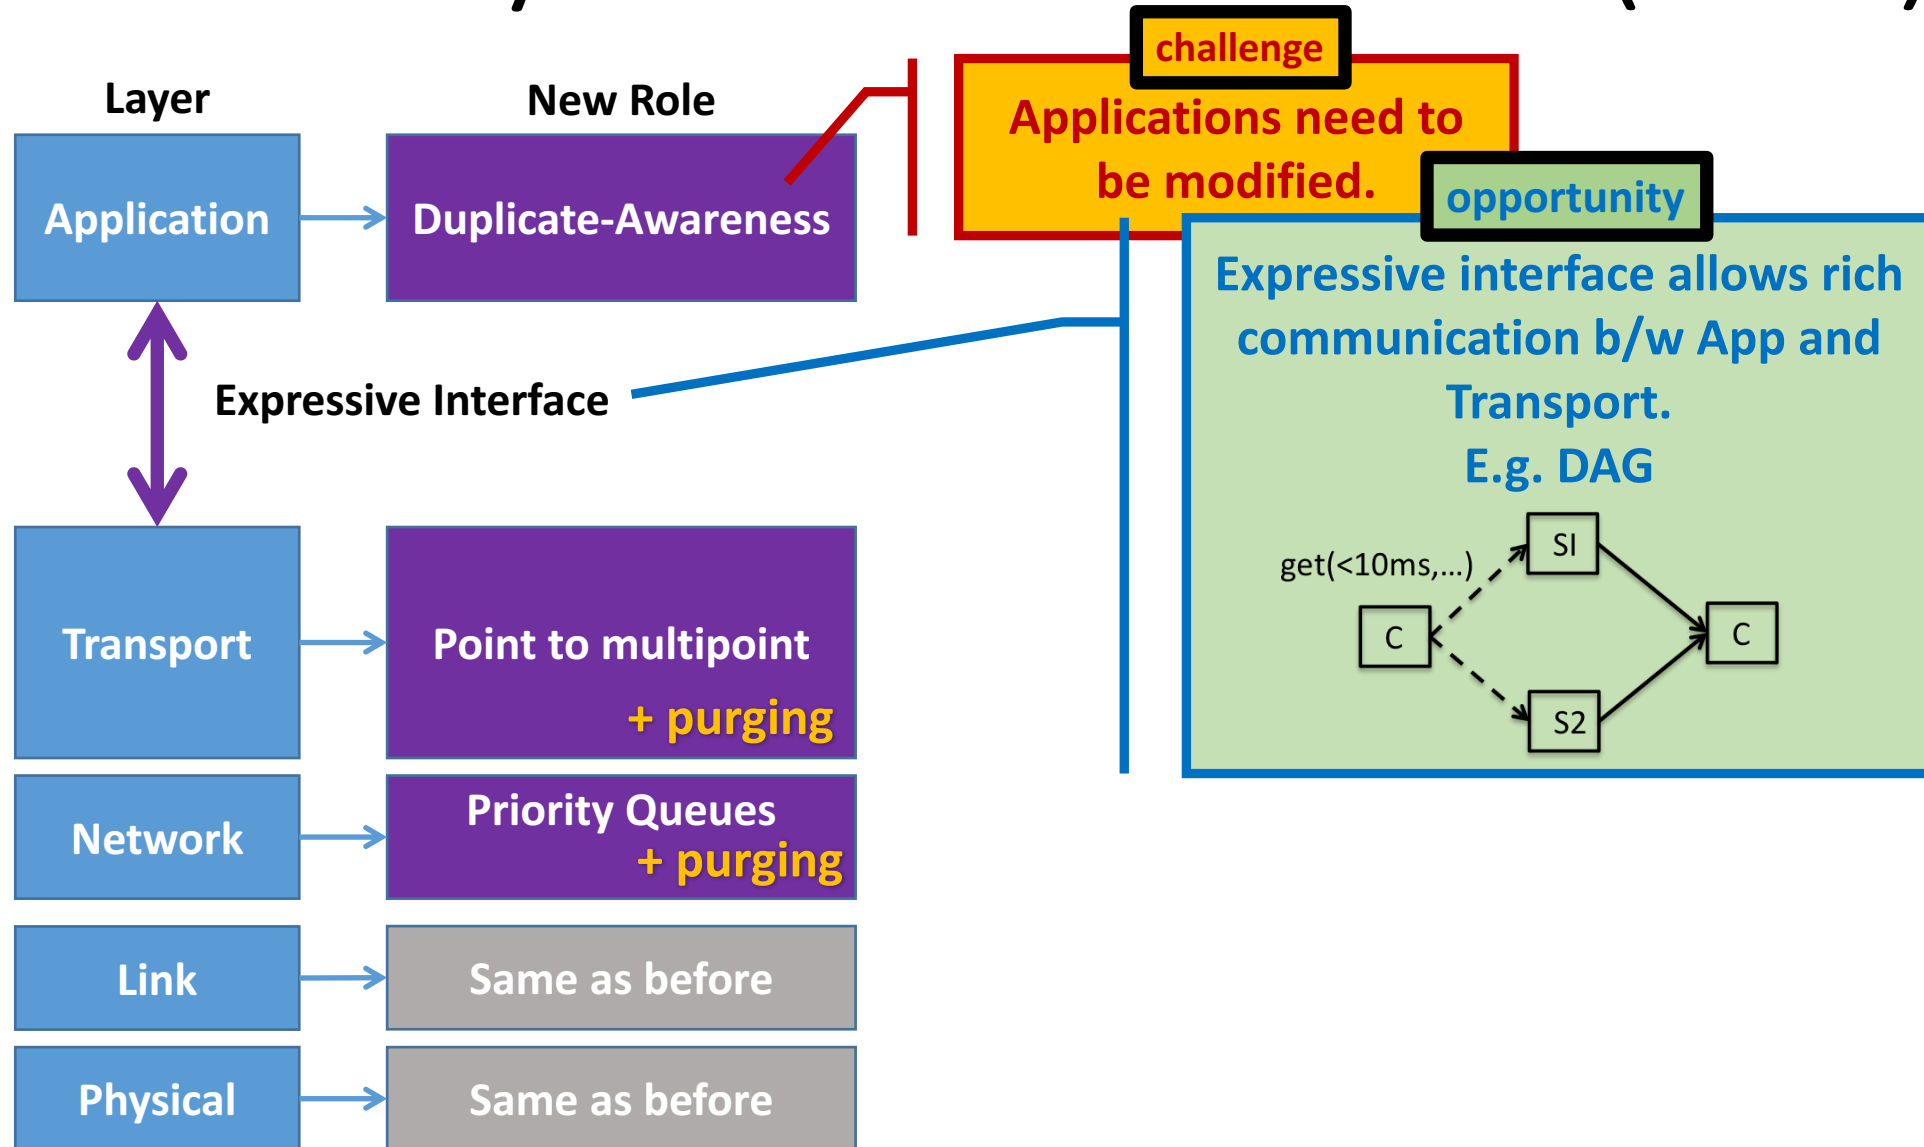 Layer
New Role
challenge
Applications need to
be modified.
Application
Duplicate-Awareness
opportunity
Expressive interface allows rich
communication b/w App and
Transport.
E.g. DAG
Expressive Interface
get(<10ms,...)
SI
C
C
S2
Transport
Point to multipoint
+ purging
Network
Priority Queues
+ purging
Link
Same as before
Physical
Same as before